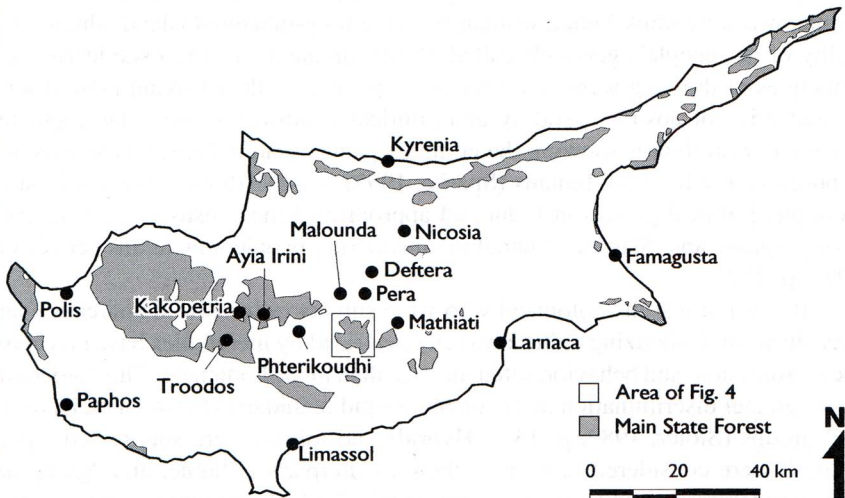 Kyrenia
Malounda
Nicosia
Ayia Irini
Deftera
Famagusta
Polis
Kakopetria
Pera
Mathiati
Larnaca
Phterikoudhi
Troodos
Paphos
Limassol
Area of Fig. 4
Main State Forest
N
0 20 40 km